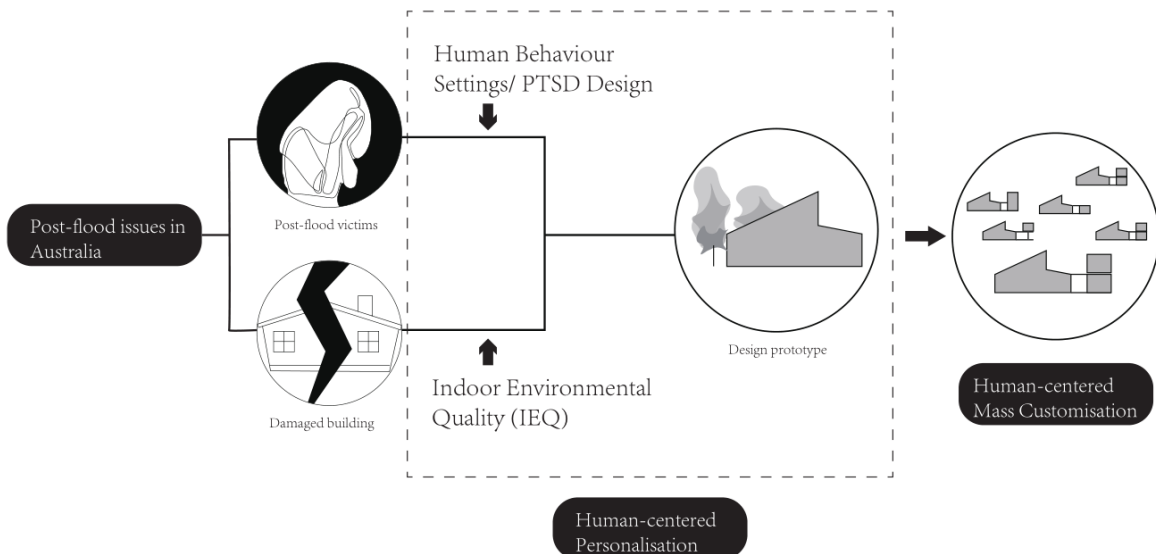 Human Behaviour
Settings/ PTSD Design
Post-flood issues in
Australia
Post-flood victims
Damaged building
Indoor Environmental
Quality (IEQ)
Design prototype
Human-centered
Mass Customisation
Human-centered
Personalisation